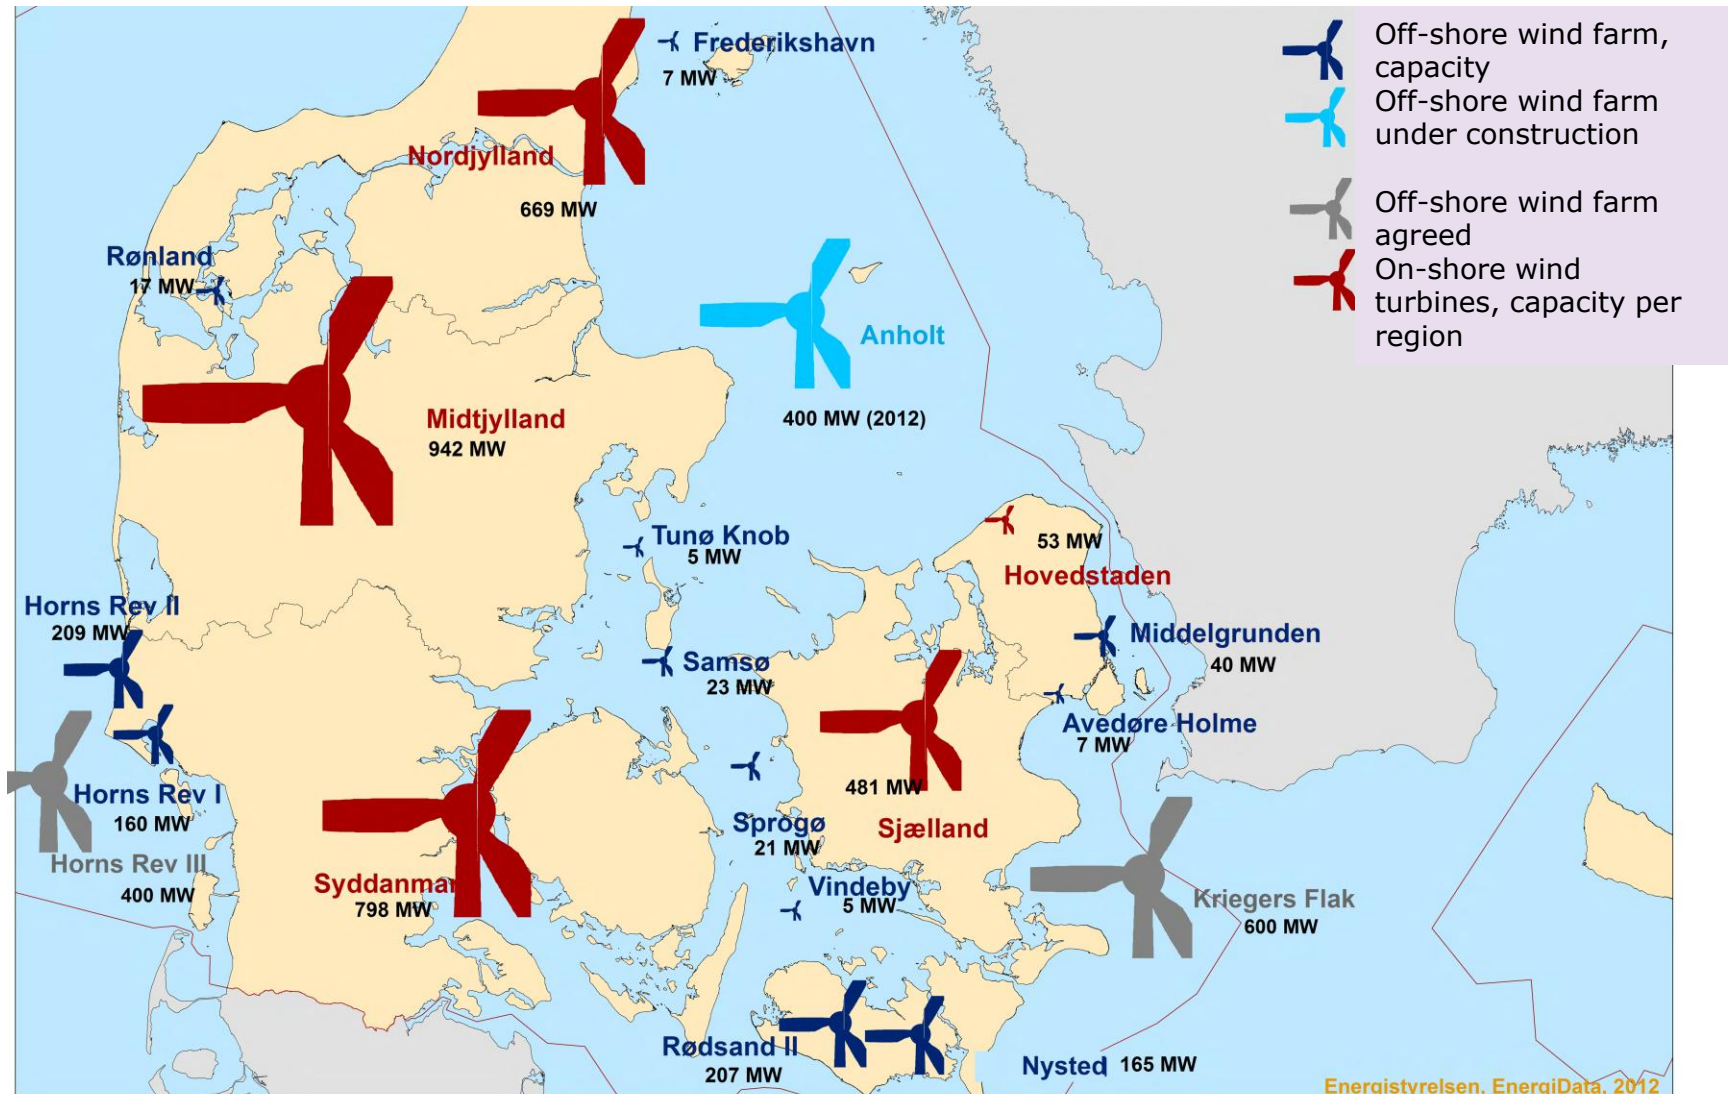 Frederikshavn
7 MW
Nordjylland
669 MW
Rønland
17 MW
Anholt
400 MW (2012)
Midtjylland
942 MW
Tunø Knob
5 MW
53 MW
Hovedstaden
Horns Rev II
209 MW
Middelgrunden
40 MW
Samsø
23 MW
Avedøre Holme
7 MW
Horns Rev I
160 MW
481 MW
Sjælland
Sprogø
21 MW
Horns Rev III
400 MW
Syddanmar
798 MW
Vindeby
5 MW
Kriegers Flak
600 MW
Rødsand II
207 MW
Nysted
165 MW
Energistyrelsen, EnergiData, 2012
Off-shore wind farm,
capacity
Off-shore wind farm
under construction
Off-shore wind farm
agreed
On-shore wind
turbines, capacity per
region